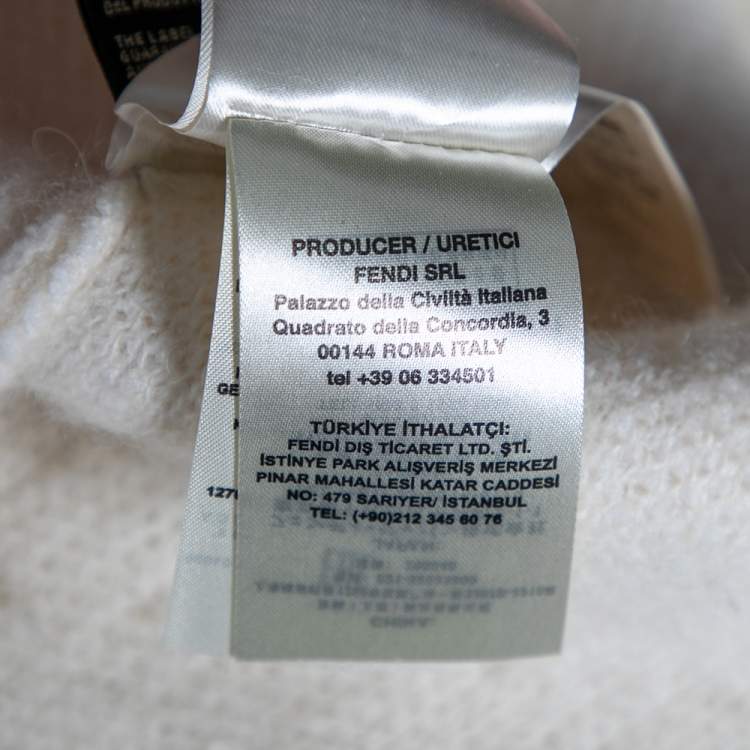 THE LABEL
PRODUCER / URETICI
FENDI SRL
Palazzo della Civiltà Italiana
Quadrato della Concordia, 3
00144 ROMA ITALY
tel +39 06 334501
TÜRKİYE İTHALATÇI:
FENDİ DIŞ TİCARET LTD. ŞTİ.
İSTİNYE PARK ALIŞVERİŞ MERKEZİ
PINAR MAHALLESİ KATAR CADDESİ
NO: 479 SARIYER/ İSTANBUL
TEL: (+90)212 345 60 76